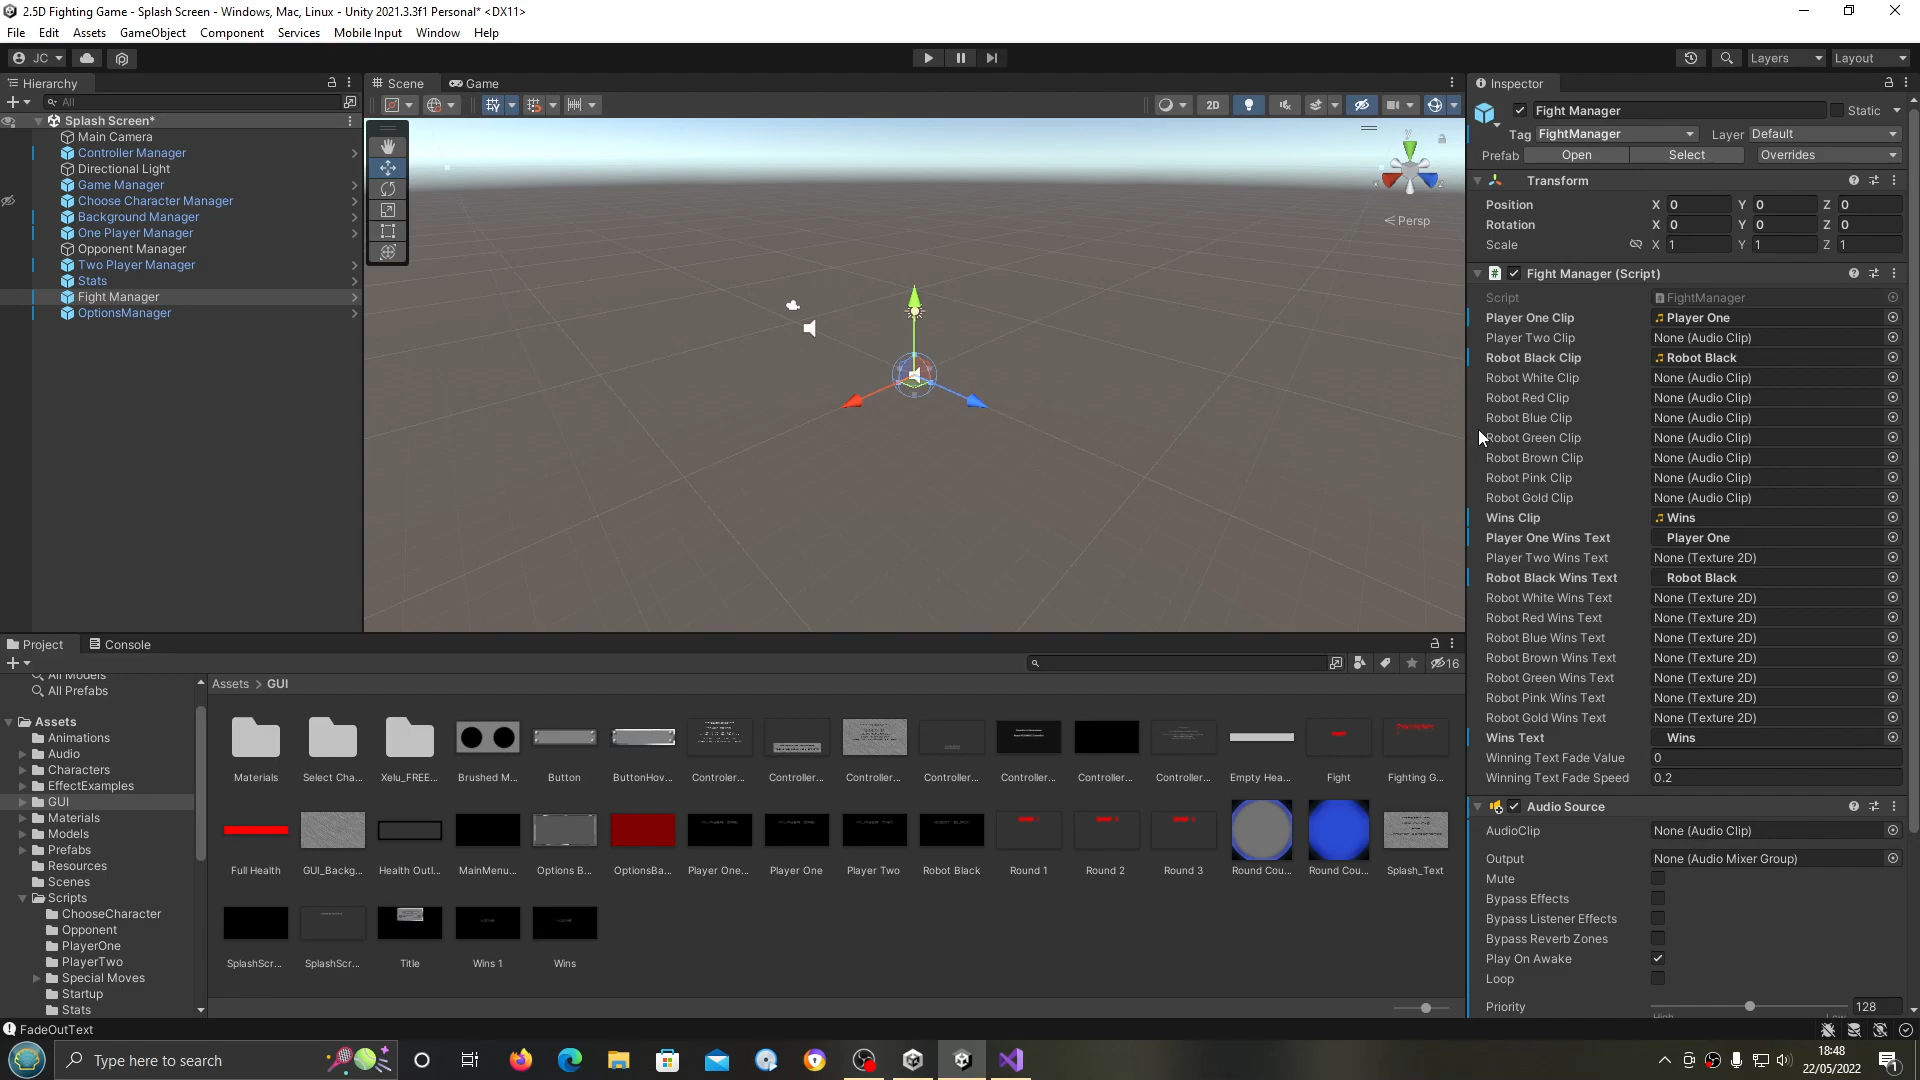 2.5D Fighting Game - Splash Screen - Windows, Mac, Linux - Unity 2021.3.3f1 Personal* <DX11>
File Edit Assets GameObject Component Services Mobile Input Window Help
JC
Layers Layout
Hierarchy
All
Splash Screen*
Main Camera
Controller Manager
Directional Light
Game Manager
Choose Character Manager
Background Manager
One Player Manager
Opponent Manager
Two Player Manager
Stats
Fight Manager
OptionsManager
Scene Game
2D
y
x
z
Persp
Inspector
Fight Manager Static
Tag FightManager Layer Default
Prefab Open Select Overrides
Transform
Position X 0 Y 0 Z 0
Rotation X 0 Y 0 Z 0
Scale X 1 Y 1 Z 1
Fight Manager (Script)
Script FightManager
Player One Clip Player One
Player Two Clip None (Audio Clip)
Robot Black Clip Robot Black
Robot White Clip None (Audio Clip)
Robot Red Clip None (Audio Clip)
Robot Blue Clip None (Audio Clip)
Robot Green Clip None (Audio Clip)
Robot Brown Clip None (Audio Clip)
Robot Pink Clip None (Audio Clip)
Robot Gold Clip None (Audio Clip)
Wins Clip Wins
Player One Wins Text Player One
Player Two Wins Text None (Texture 2D)
Robot Black Wins Text Robot Black
Robot White Wins Text None (Texture 2D)
Robot Red Wins Text None (Texture 2D)
Robot Blue Wins Text None (Texture 2D)
Robot Brown Wins Text None (Texture 2D)
Robot Green Wins Text None (Texture 2D)
Robot Pink Wins Text None (Texture 2D)
Robot Gold Wins Text None (Texture 2D)
Wins Text Wins
Winning Text Fade Value 0
Winning Text Fade Speed 0.2
Audio Source
AudioClip None (Audio Clip)
Output None (Audio Mixer Group)
Mute
Bypass Effects
Bypass Listener Effects
Bypass Reverb Zones
Play On Awake
Loop
Priority 128
Project Console
16
All Models
All Prefabs
Assets
Animations
Audio
Characters
EffectExamples
GUI
Materials
Models
Prefabs
Resources
Scenes
Scripts
ChooseCharacter
Opponent
PlayerOne
PlayerTwo
Special Moves
Startup
Stats
Assets > GUI
Materials Select Cha... Xelu_FREE... Brushed M... Button ButtonHov... Controler... Controller... Controller... Controller... Controller... Controller... Controller... Empty Hea... Fight Fighting G...
Full Health GUI_Backg... Health Outl... MainMenu... Options B... OptionsBa... Player One... Player One Player Two Robot Black Round 1 Round 2 Round 3 Round Cou... Round Cou... Splash_Text
SplashScr... SplashScr... Title Wins 1 Wins
FadeOutText
Type here to search
18:48
22/05/2022
1